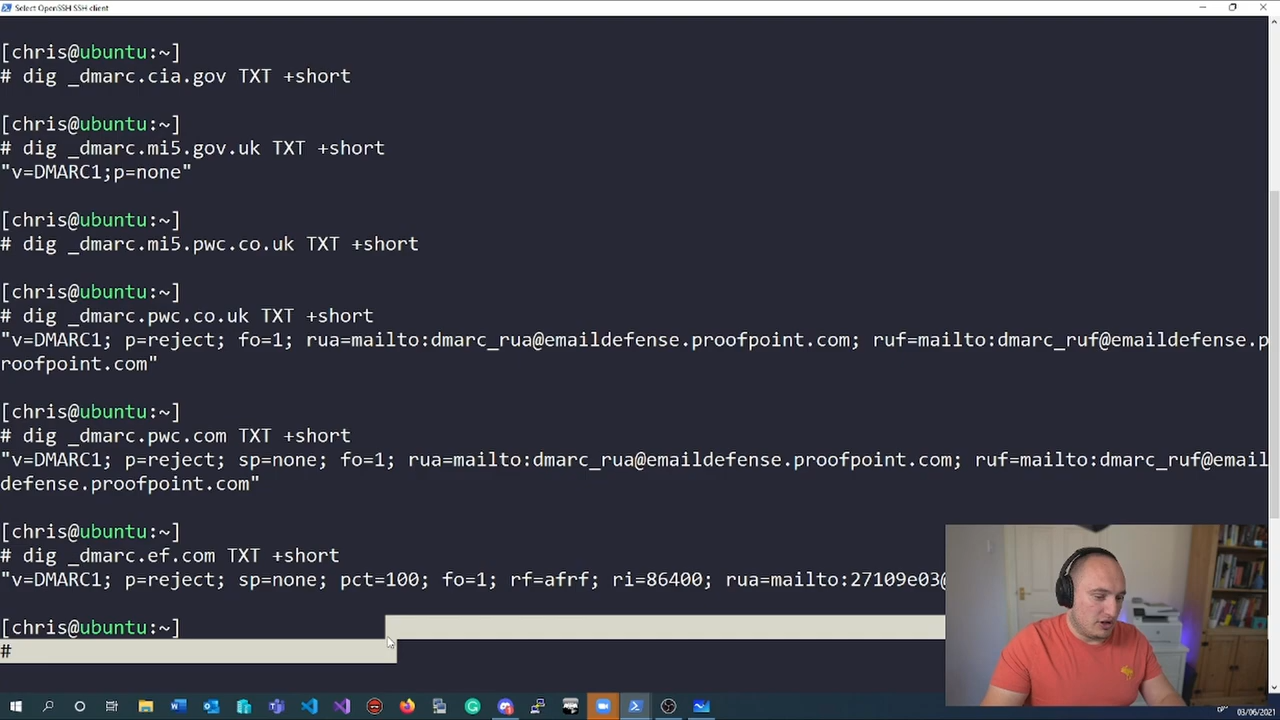 Select OpenSSH SSH client
[chris@ubuntu:~]
# dig _dmarc.cia.gov TXT +short
[chris@ubuntu:~]
# dig _dmarc.mi5.gov.uk TXT +short
"v=DMARC1;p=none"
[chris@ubuntu:~]
# dig _dmarc.mi5.pwc.co.uk TXT +short
[chris@ubuntu:~]
# dig _dmarc.pwc.co.uk TXT +short
"v=DMARC1; p=reject; fo=1; rua=mailto:dmarc_rua@emaildefense.proofpoint.com; ruf=mailto:dmarc_ruf@emaildefense.p
roofpoint.com"
[chris@ubuntu:~]
# dig _dmarc.pwc.com TXT +short
"v=DMARC1; p=reject; sp=none; fo=1; rua=mailto:dmarc_rua@emaildefense.proofpoint.com; ruf=mailto:dmarc_ruf@email
defense.proofpoint.com"
[chris@ubuntu:~]
# dig _dmarc.ef.com TXT +short
"v=DMARC1; p=reject; sp=none; pct=100; fo=1; rf=afrf; ri=86400; rua=mailto:27109e03@
[chris@ubuntu:~]
#
03/06/2021